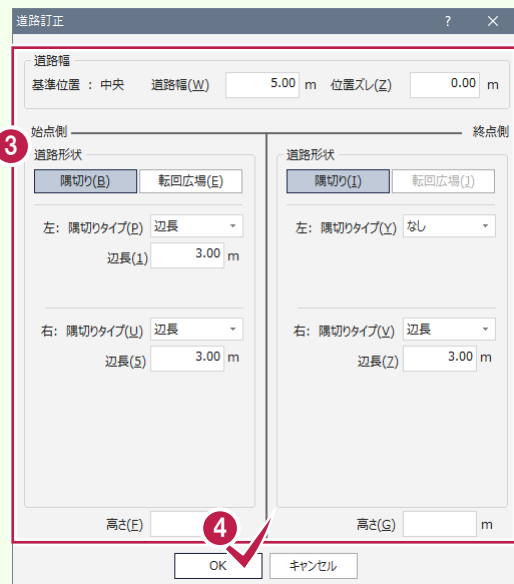 道路訂正 ? ×
道路幅
基準位置 : 中央 道路幅(W) 5.00 m 位置ズレ(Z) 0.00 m
3
始点側 終点側
道路形状 道路形状
隅切り(B) 転回広場(E) 隅切り(I) 転回広場(J)
左: 隅切りタイプ(P) 辺長 左: 隅切りタイプ(Y) なし
辺長(1) 3.00 m
右: 隅切りタイプ(U) 辺長 右: 隅切りタイプ(V) 辺長
辺長(5) 3.00 m 辺長(7) 3.00 m
高さ(F) 高さ(G) m
4
OK キャンセル